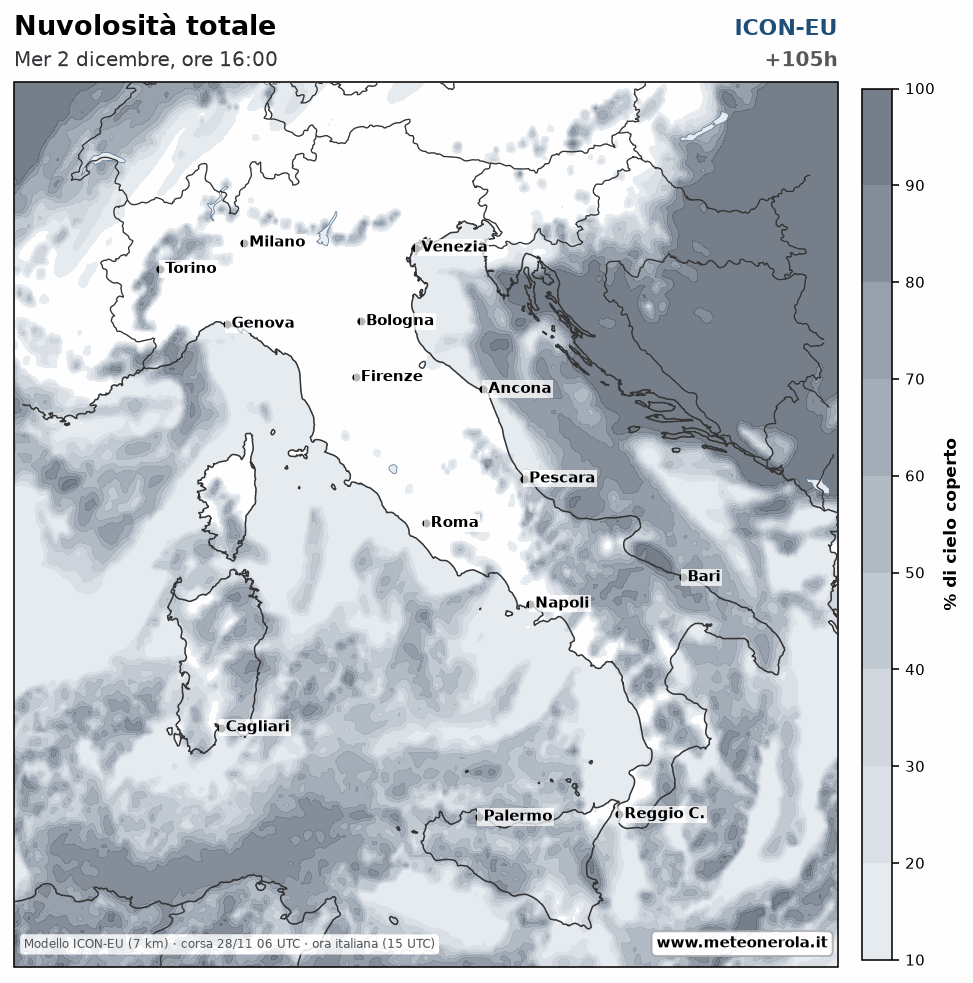 Nuvolosità totale
ICON-EU
Mer 2 dicembre, ore 16:00
+105h
100
90
80
70
60
50
40
30
20
10
% di cielo coperto
Milano
Venezia
Torino
Genova
Bologna
Firenze
Ancona
Pescara
Roma
Bari
Napoli
Cagliari
Palermo
Reggio C.
Modello ICON-EU (7 km) · corsa 28/11 06 UTC · ora italiana (15 UTC)
www.meteonerola.it